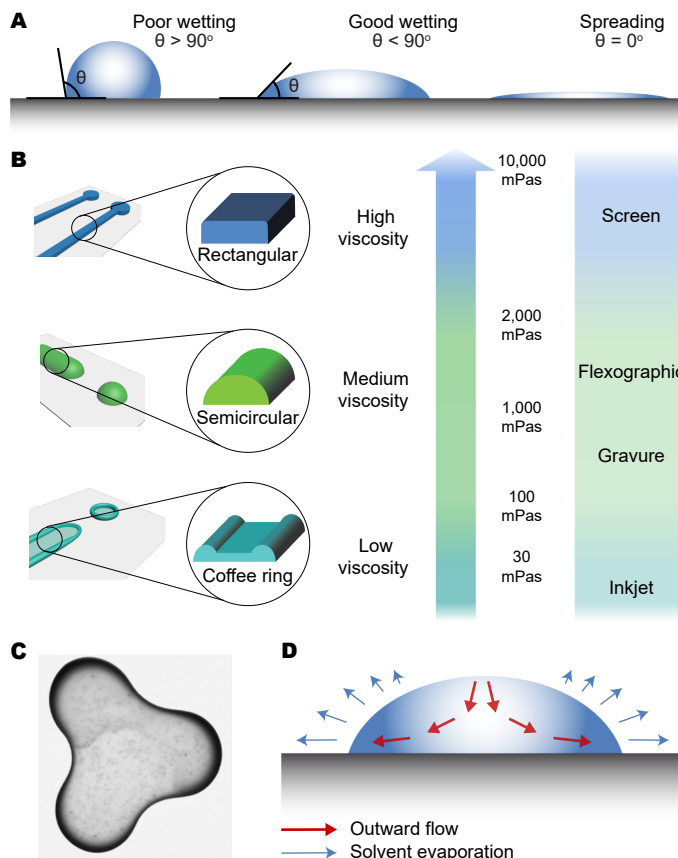 A
Poor wetting
θ > 90°
Good wetting
θ < 90°
Spreading
θ = 0°
θ
θ
B
Rectangular
High
viscosity
10,000
mPas
Screen
2,000
mPas
Semicircular
Medium
viscosity
Flexographic
1,000
mPas
Gravure
100
mPas
Coffee ring
Low
viscosity
30
mPas
Inkjet
C
D
Outward flow
Solvent evaporation